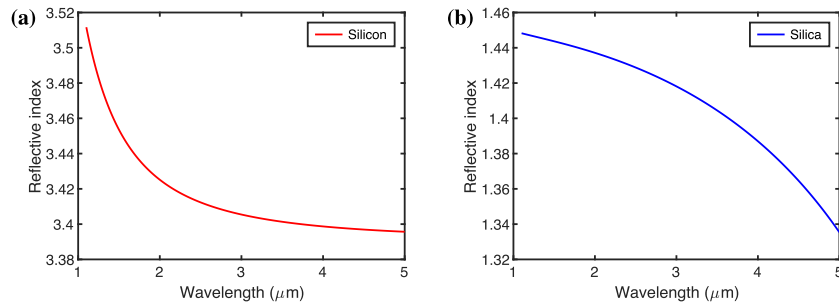 (a)
3.52
3.5
3.48
3.46
3.44
3.42
3.4
3.38
Reflective index
Silicon
1 2 3 4 5
Wavelength (μm)
(b)
1.46
1.44
1.42
1.4
1.38
1.36
1.34
1.32
Reflective index
Silica
1 2 3 4 5
Wavelength (μm)